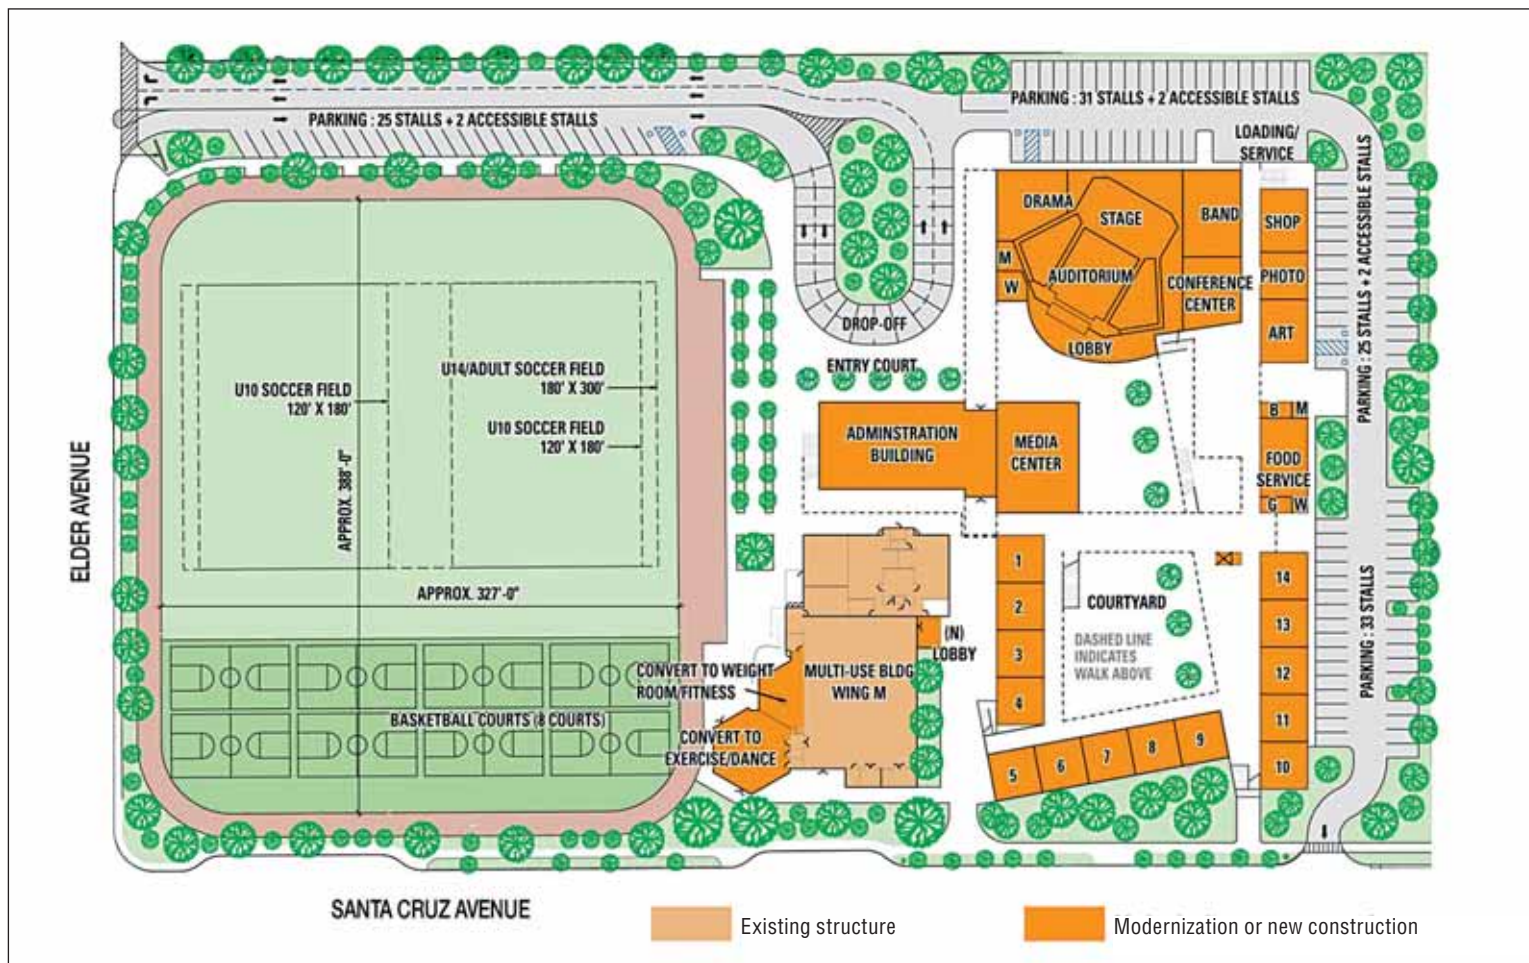 PARKING : 25 STALLS + 2 ACCESSIBLE STALLS
PARKING : 31 STALLS + 2 ACCESSIBLE STALLS
LOADING/
SERVICE
DRAMA
STAGE
BAND
SHOP
M
W
AUDITORIUM
CONFERENCE
CENTER
PHOTO
ART
LOBBY
DROP-OFF
ENTRY COURT
PARKING : 25 STALLS + 2 ACCESSIBLE STALLS
U14/ADULT SOCCER FIELD
180' X 300'
U10 SOCCER FIELD
120' X 180'
U10 SOCCER FIELD
120' X 180'
APPROX. 388'-0"
APPROX. 327'-0"
ELDER AVENUE
ADMINSTRATION
BUILDING
MEDIA
CENTER
B M
FOOD
SERVICE
G W
1
2
3
4
5
6
7
8
9
10
11
12
13
14
COURTYARD
DASHED LINE
INDICATES
WALK ABOVE
PARKING : 33 STALLS
(N)
LOBBY
CONVERT TO WEIGHT
ROOM/FITNESS
MULTI-USE BLDG
WING M
BASKETBALL COURTS (8 COURTS)
CONVERT TO
EXERCISE/DANCE
SANTA CRUZ AVENUE
Existing structure
Modernization or new construction